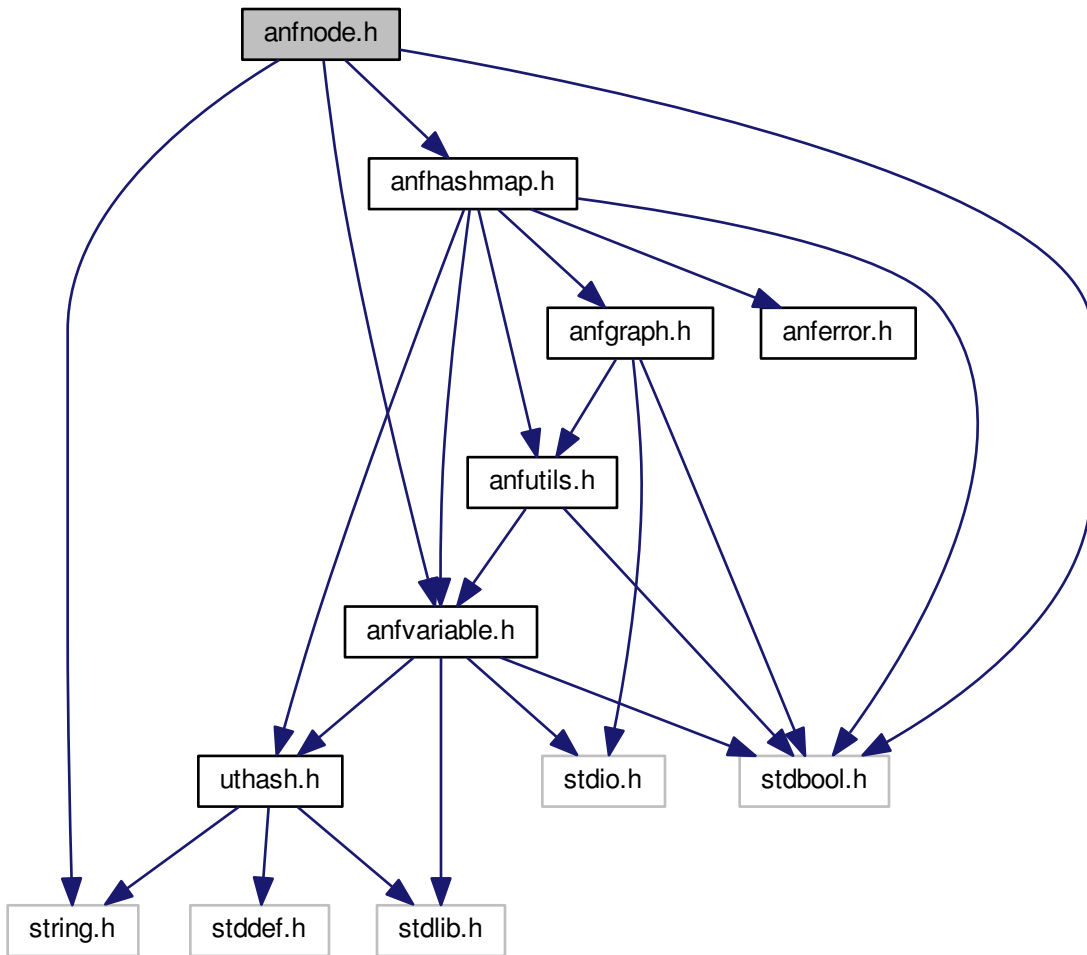 anfnode.h
anfhashmap.h
anfgraph.h
anferror.h
anfutils.h
anfvariable.h
uthash.h
stdio.h
stdbool.h
string.h
stddef.h
stdlib.h